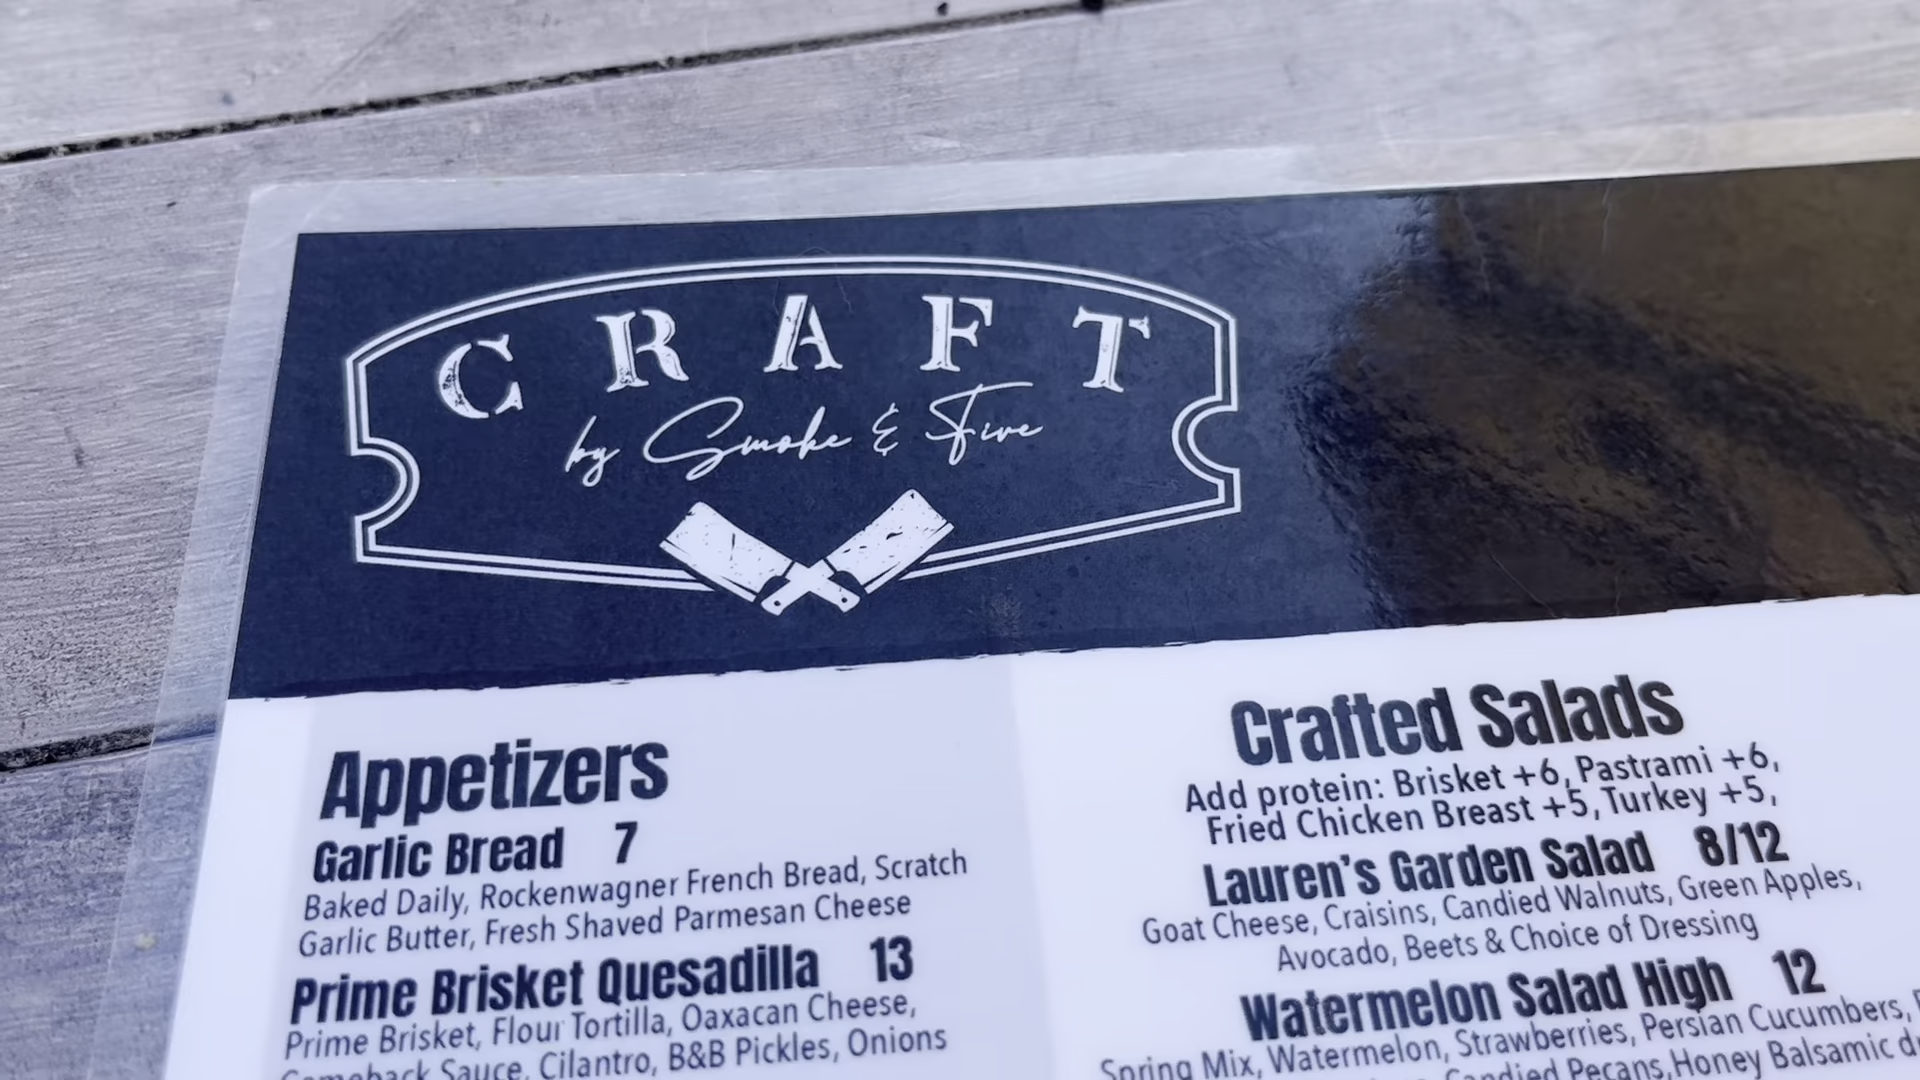 CRAFT
by Smoke & Fire
Appetizers
Garlic Bread 7
Baked Daily, Rockenwagner French Bread, Scratch
Garlic Butter, Fresh Shaved Parmesan Cheese
Prime Brisket Quesadilla 13
Prime Brisket, Flour Tortilla, Oaxacan Cheese,
Comeback Sauce, Cilantro, B&B Pickles, Onions
Crafted Salads
Add protein: Brisket +6, Pastrami +6,
Fried Chicken Breast +5, Turkey +5,
Lauren's Garden Salad 8/12
Goat Cheese, Craisins, Candied Walnuts, Green Apples,
Avocado, Beets & Choice of Dressing
Watermelon Salad High 12
Spring Mix, Watermelon, Strawberries, Persian Cucumbers,
Candied Pecans, Honey Balsamic